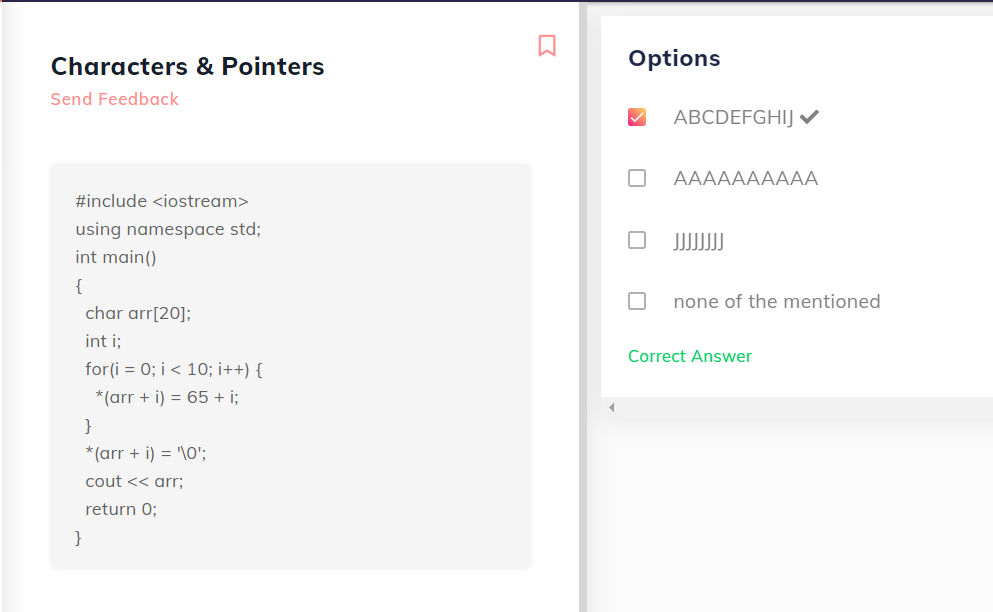 Characters & Pointers
Send Feedback
#include <iostream>
using namespace std;
int main()
{
  char arr[20];
  int i;
  for(i = 0; i < 10; i++) {
    *(arr + i) = 65 + i;
  }
  *(arr + i) = '\0';
  cout << arr;
  return 0;
}
Options
ABCDEFGHIJ
AAAAAAAAAA
JJJJJJJJ
none of the mentioned
Correct Answer